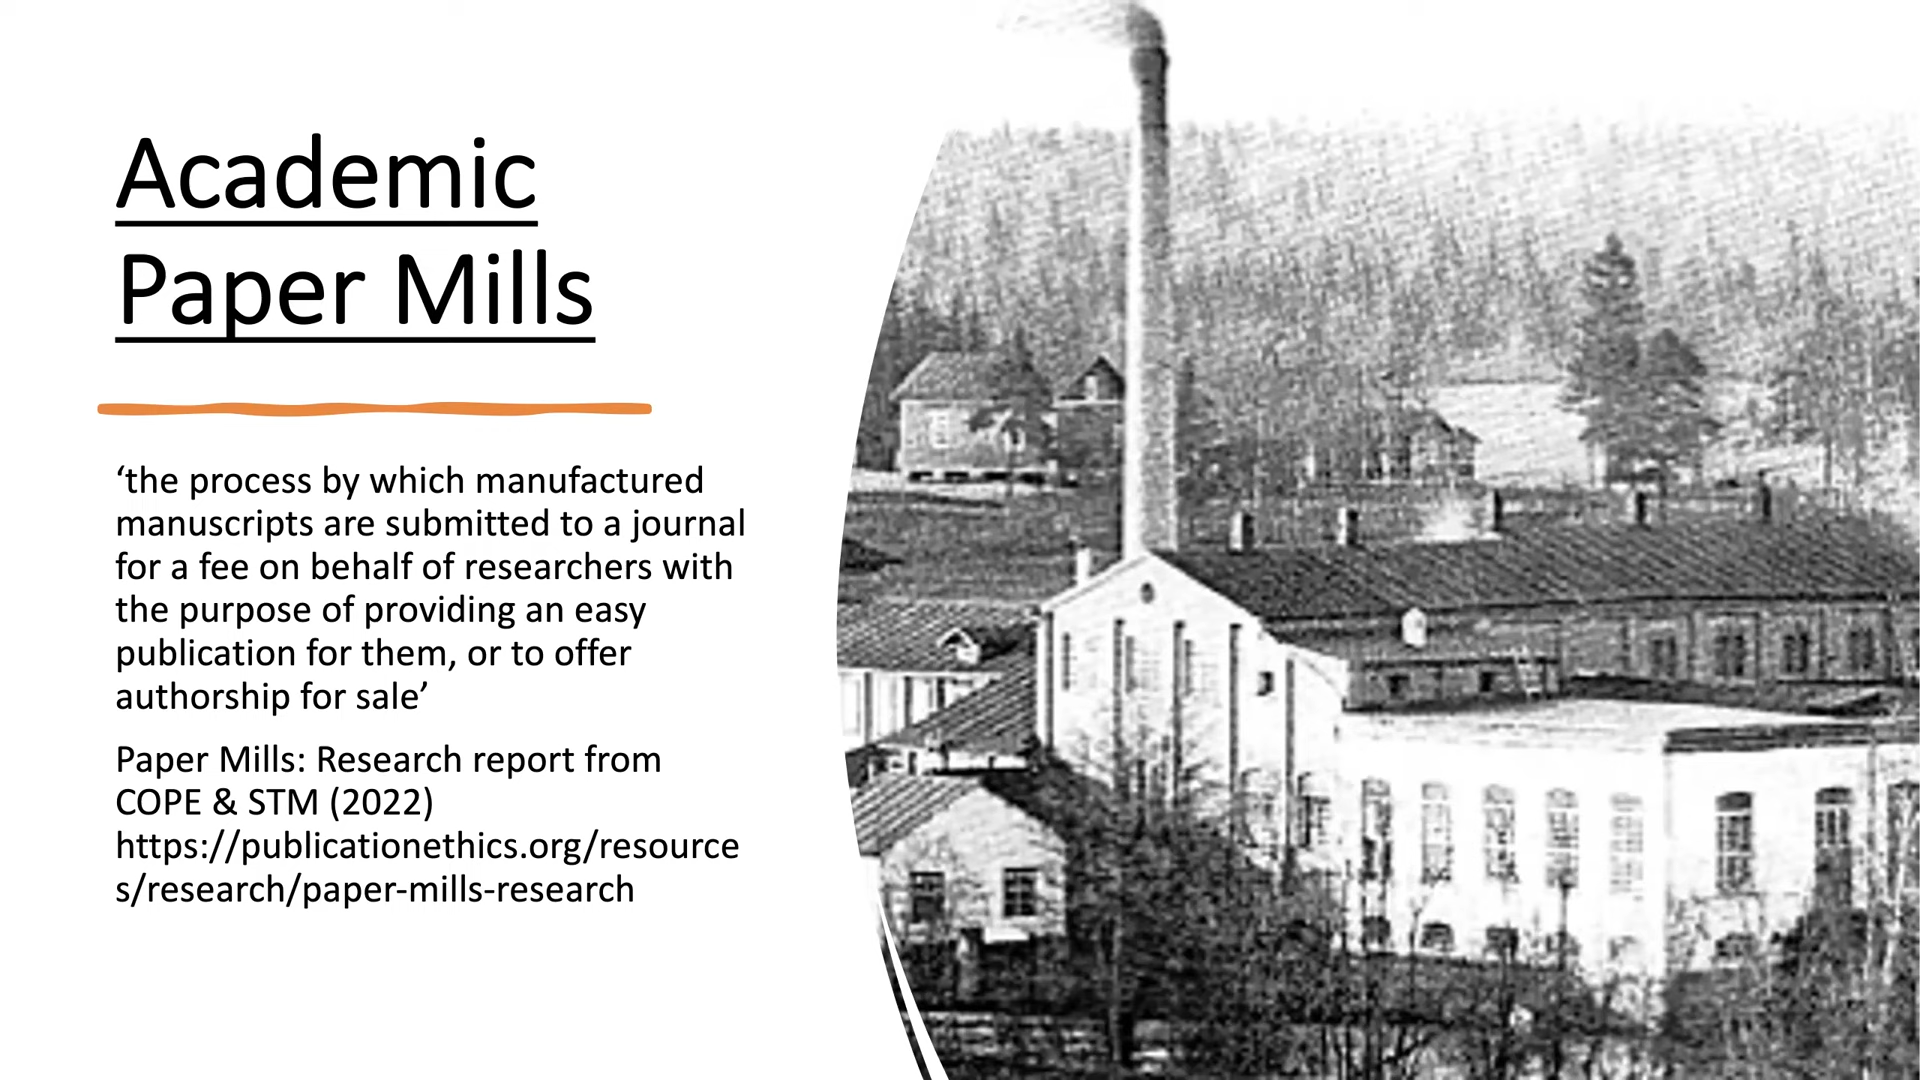 Academic
Paper Mills
‘the process by which manufactured
manuscripts are submitted to a journal
for a fee on behalf of researchers with
the purpose of providing an easy
publication for them, or to offer
authorship for sale’
Paper Mills: Research report from
COPE & STM (2022)
https://publicationethics.org/resource
s/research/paper-mills-research